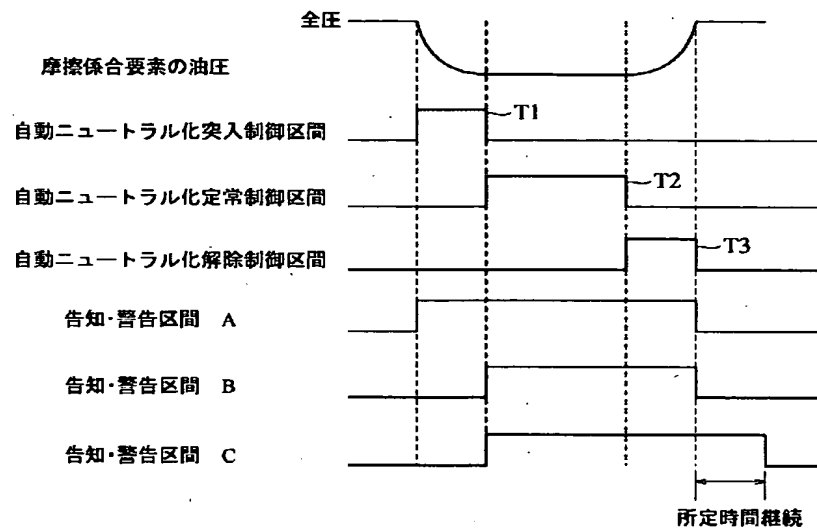 全圧
摩擦係合要素の油圧
自動ニュートラル化突入制御区間
T1
自動ニュートラル化定常制御区間
T2
自動ニュートラル化解除制御区間
T3
告知・警告区間 A
告知・警告区間 B
告知・警告区間 C
所定時間継続